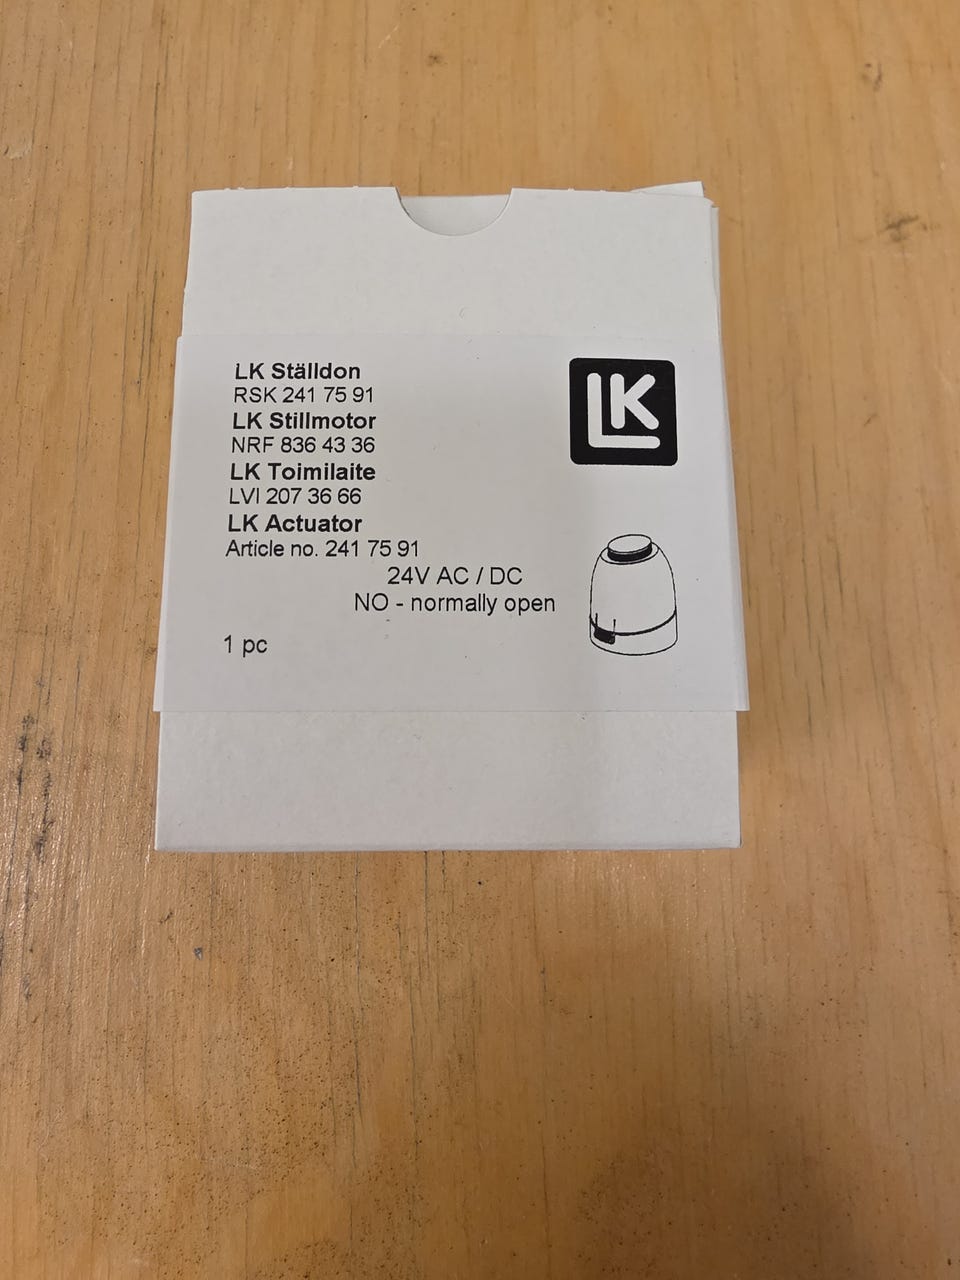 LK Ställdon
RSK 241 75 91
LK Stillmotor
NRF 836 43 36
LK Toimilaite
LVI 207 36 66
LK Actuator
Article no. 241 75 91
24V AC / DC
NO - normally open
1 pc
LK